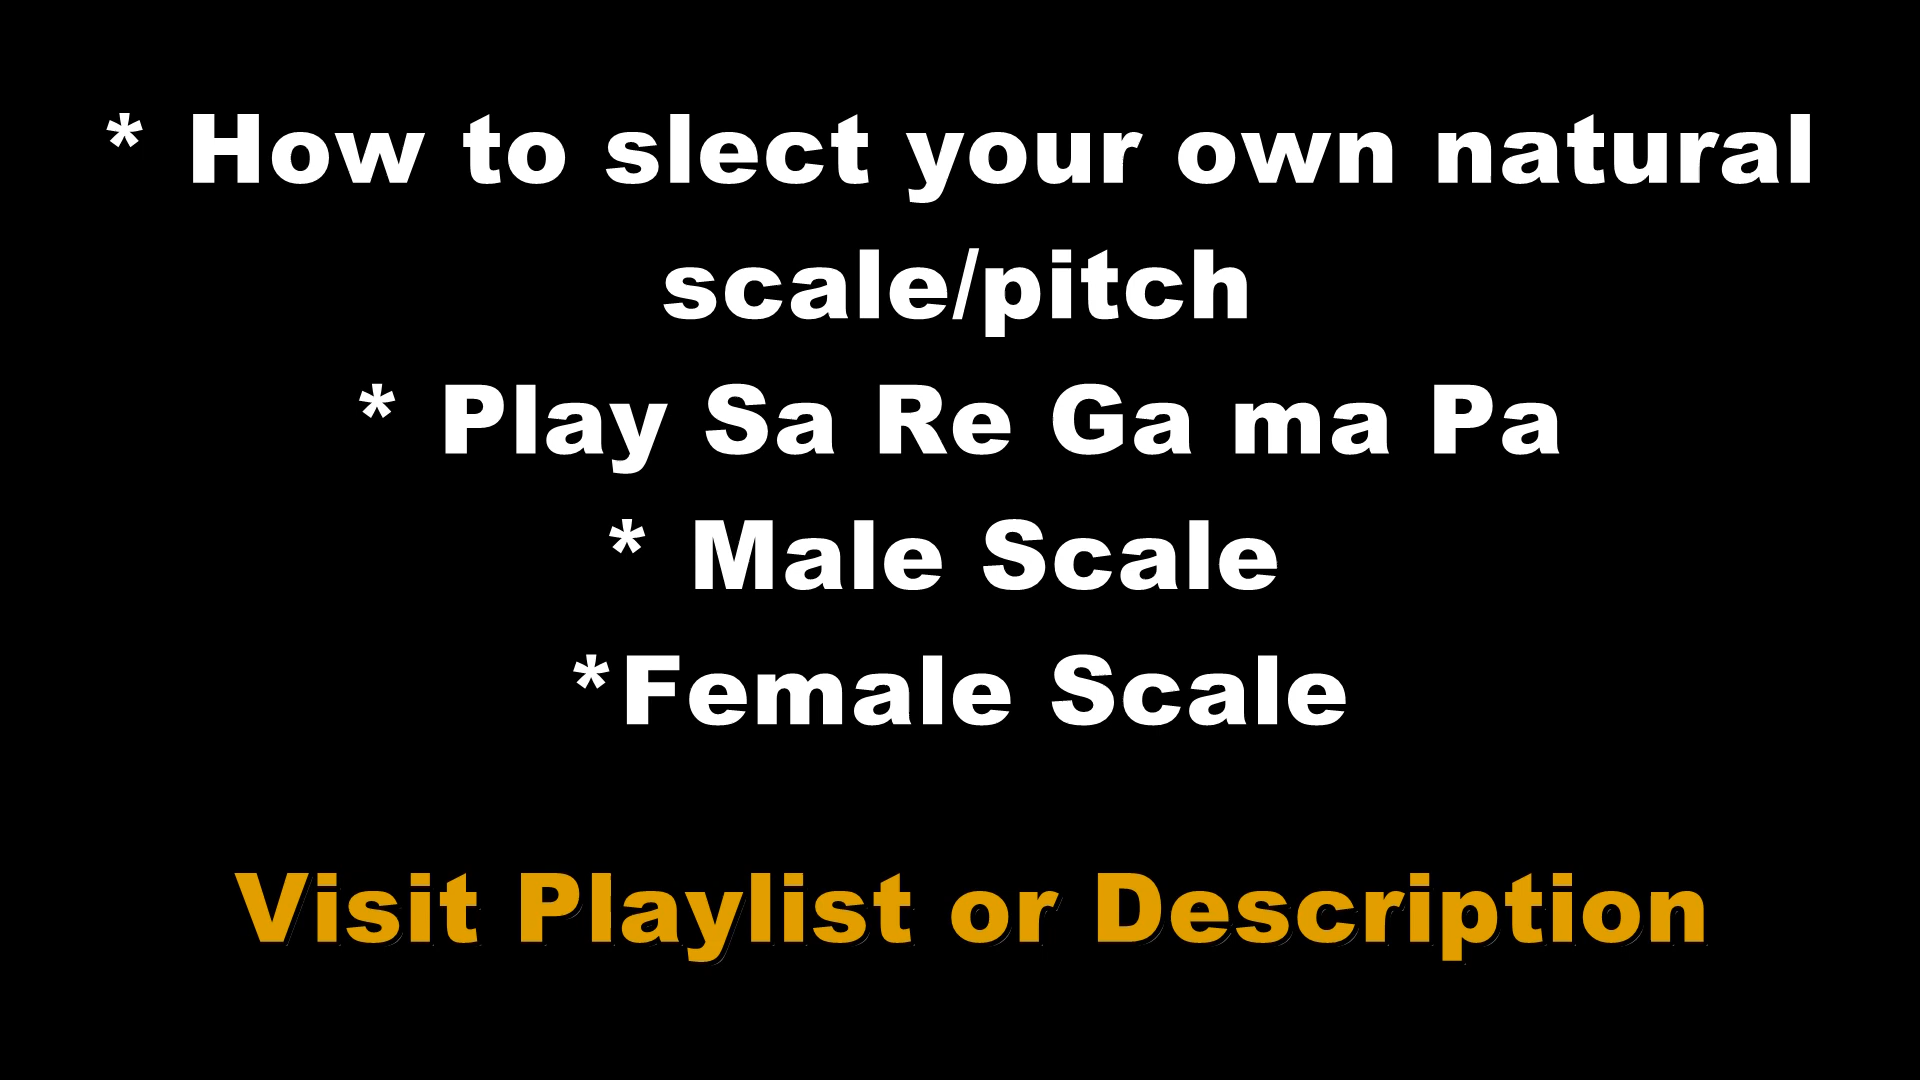 * How to slect your own natural
scale/pitch
* Play Sa Re Ga ma Pa
* Male Scale
*Female Scale
Visit Playlist or Description